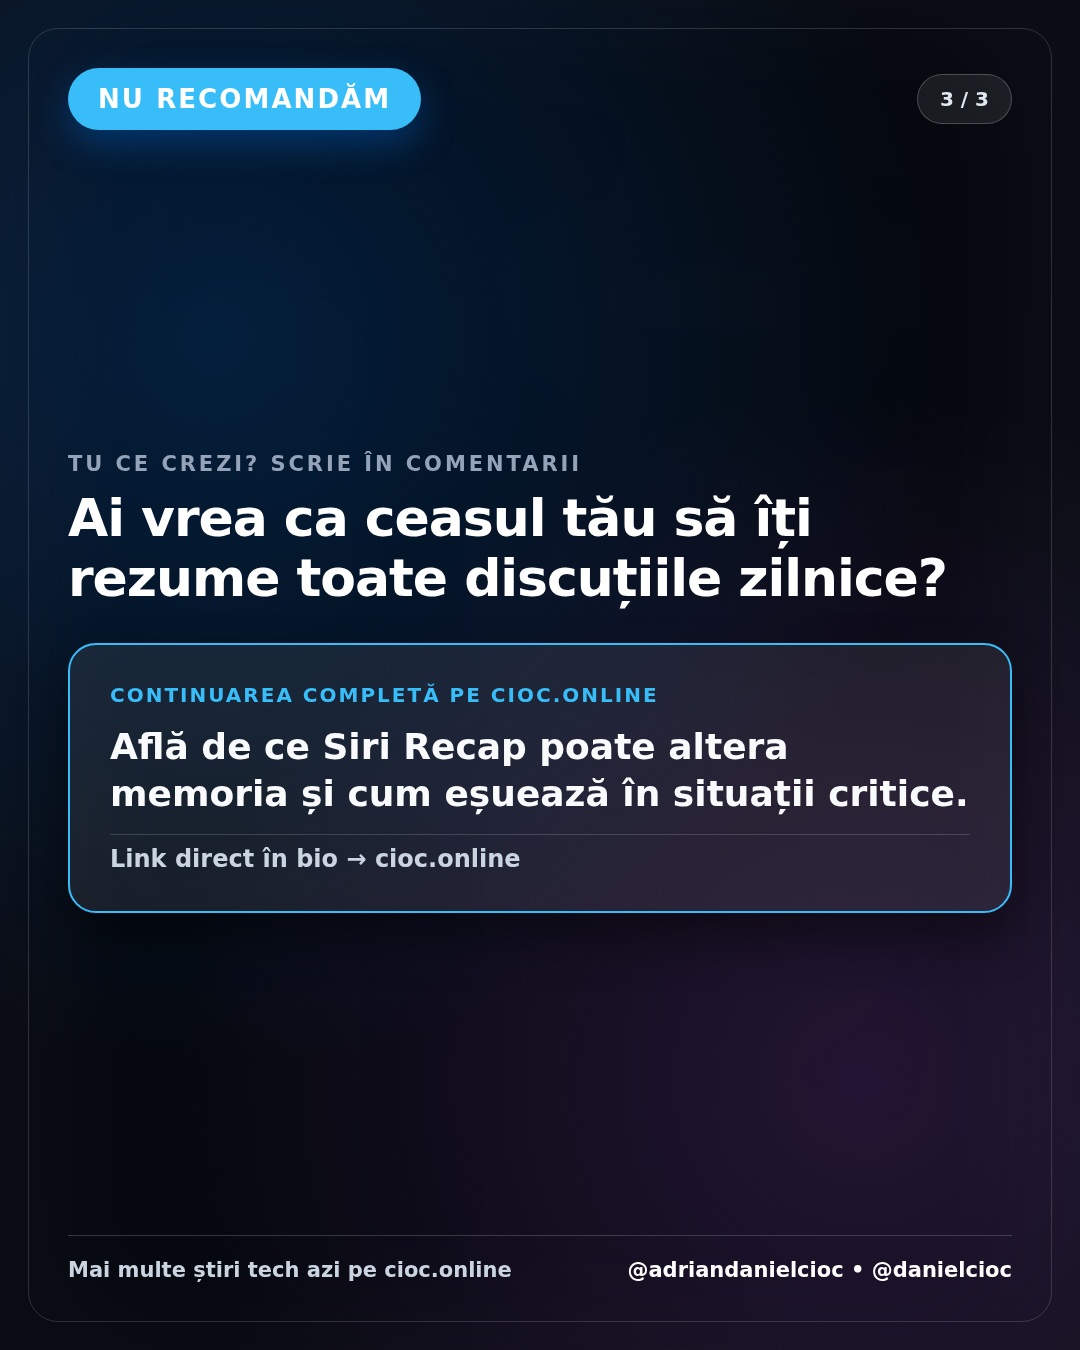 NU RECOMANDĂM
3 / 3
TU CE CREZI? SCRIE ÎN COMENTARII
Ai vrea ca ceasul tău să îți
rezume toate discuțiile zilnice?
CONTINUAREA COMPLETĂ PE CIOC.ONLINE
Află de ce Siri Recap poate altera
memoria și cum eșuează în situații critice.
Link direct în bio → cioc.online
Mai multe știri tech azi pe cioc.online
@adriandanielcioc • @danielcioc